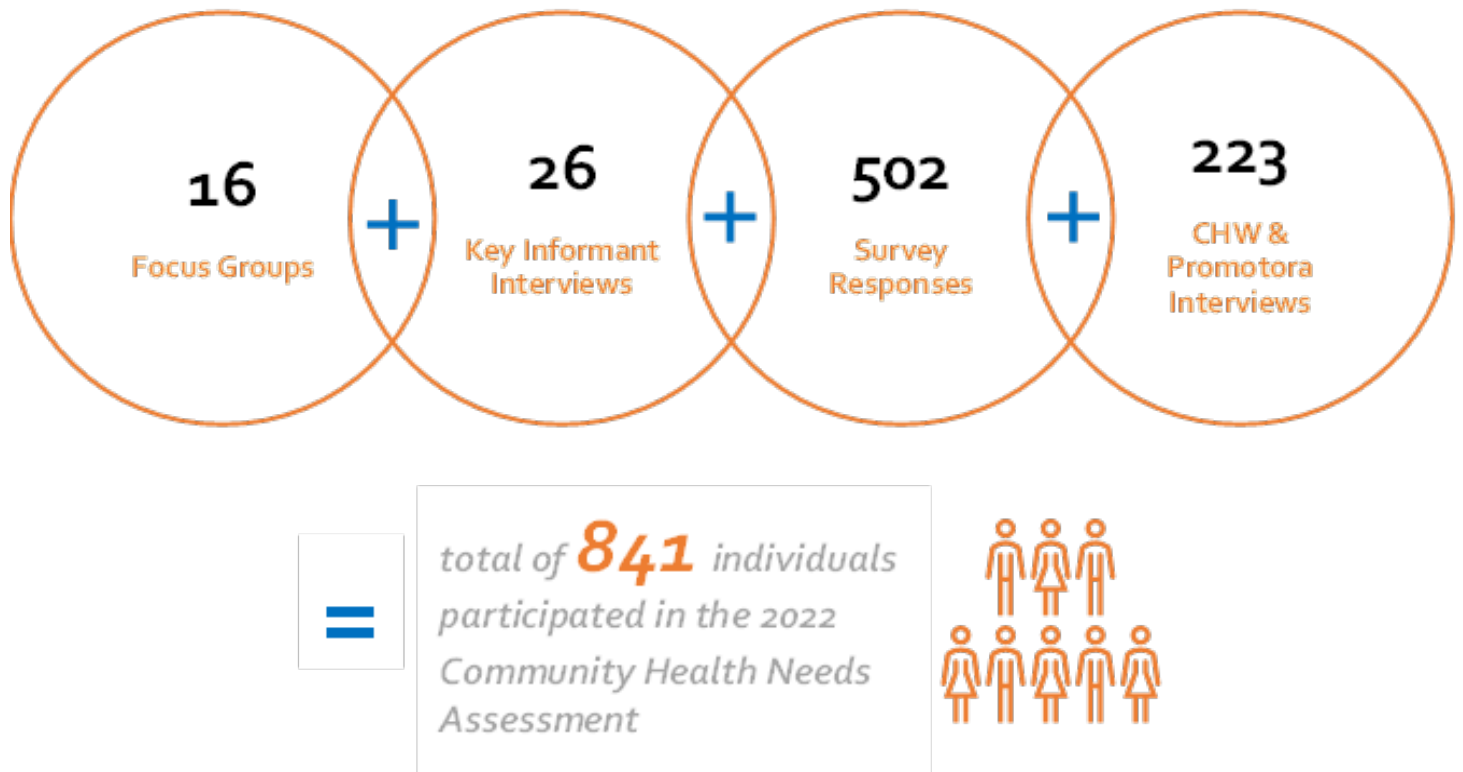 16
Focus Groups
+
26
Key Informant
Interviews
+
502
Survey
Responses
+
223
CHW &
Promotora
Interviews
=
total of 841 individuals
participated in the 2022
Community Health Needs
Assessment